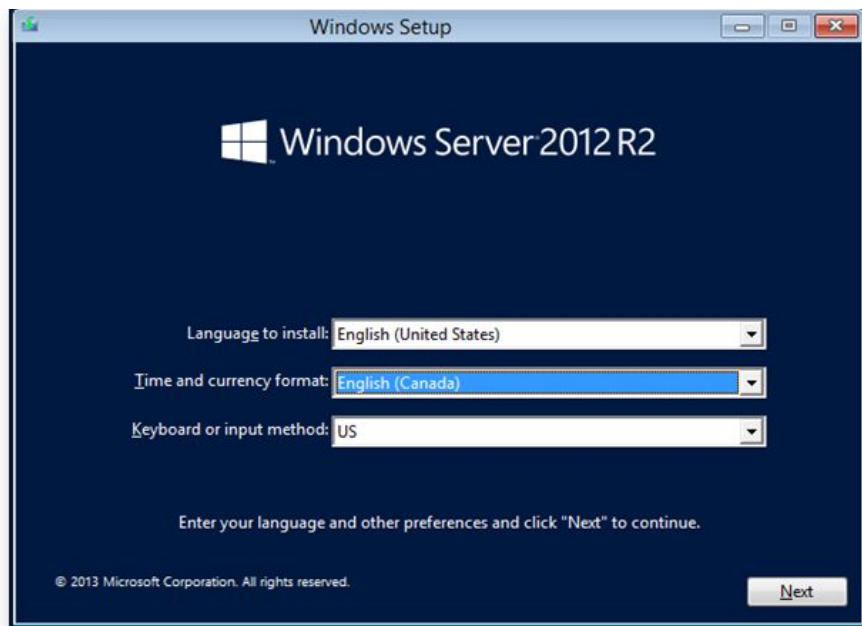 Windows Setup
Windows Server 2012 R2
Language to install: English (United States)
Time and currency format: English (Canada)
Keyboard or input method: US
Enter your language and other preferences and click "Next" to continue.
© 2013 Microsoft Corporation. All rights reserved.
Next